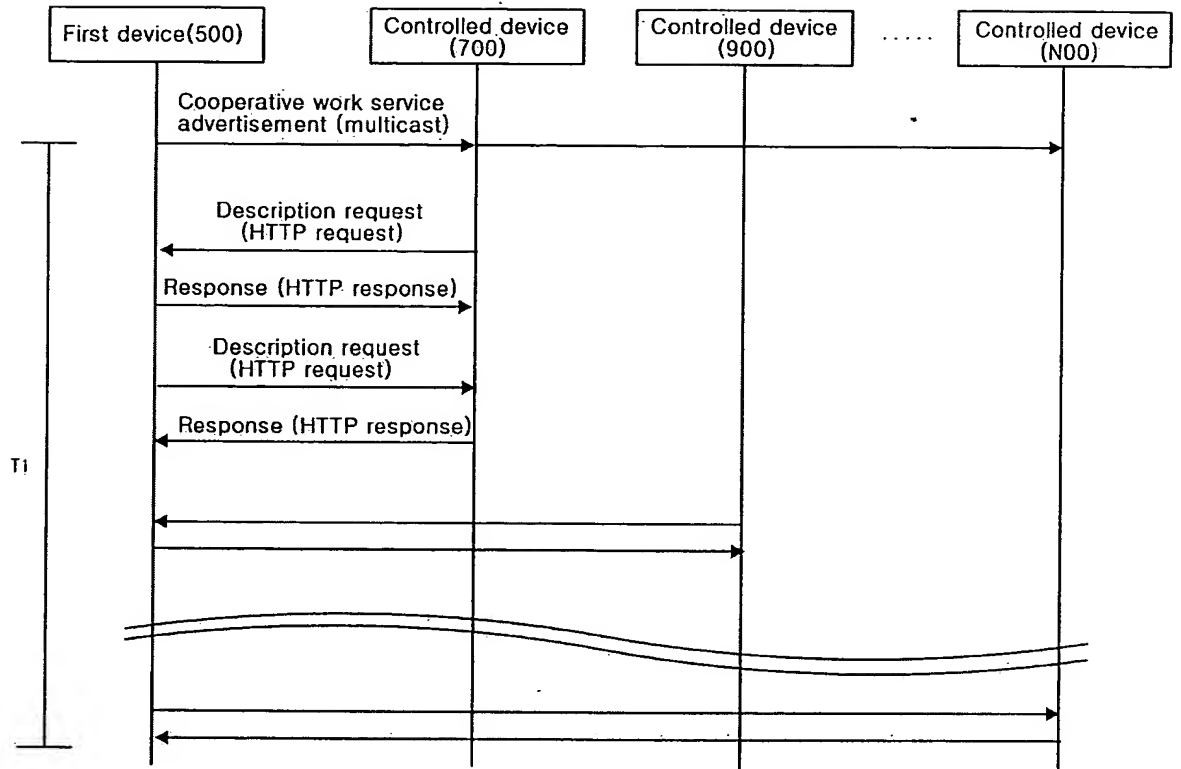 First device(500)
Controlled device
(700)
Controlled device
(900)
.....
Controlled device
(N00)
Cooperative work service
advertisement (multicast)
Description request
(HTTP request)
Response (HTTP response)
Description request
(HTTP request)
Response (HTTP response)
T1